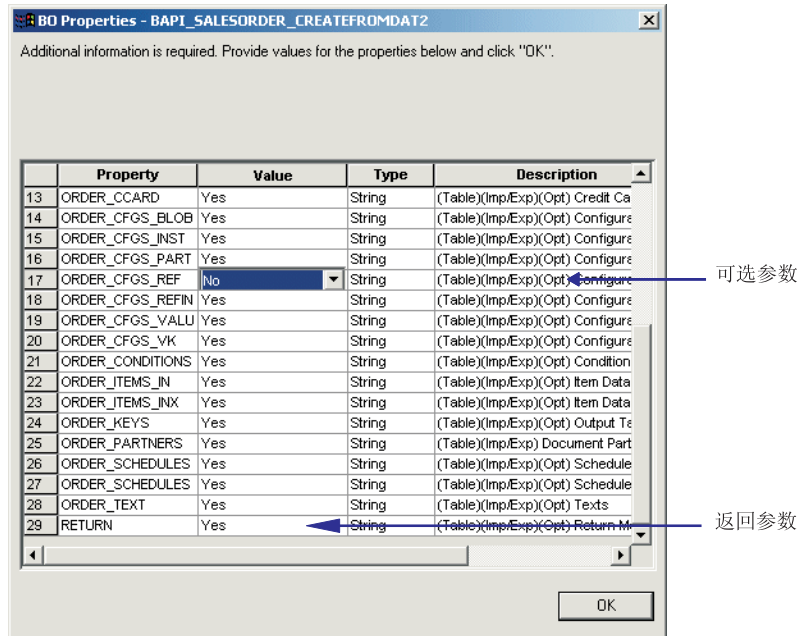 BO Properties - BAPI_SALESORDER_CREATEFROMDAT2
Additional information is required. Provide values for the properties below and click "OK".
Property Value Type Description
13 ORDER_CCARD Yes String (Table)(Imp/Exp)(Opt) Credit Ca
14 ORDER_CFGS_BLOB Yes String (Table)(Imp/Exp)(Opt) Configura
15 ORDER_CFGS_INST Yes String (Table)(Imp/Exp)(Opt) Configura
16 ORDER_CFGS_PART Yes String (Table)(Imp/Exp)(Opt) Configura
17 ORDER_CFGS_REF No String (Table)(Imp/Exp)(Opt) Configura
可选参数
18 ORDER_CFGS_REFIN Yes String (Table)(Imp/Exp)(Opt) Configura
19 ORDER_CFGS_VALU Yes String (Table)(Imp/Exp)(Opt) Configura
20 ORDER_CFGS_VK Yes String (Table)(Imp/Exp)(Opt) Configura
21 ORDER_CONDITIONS Yes String (Table)(Imp/Exp)(Opt) Condition
22 ORDER_ITEMS_IN Yes String (Table)(Imp/Exp)(Opt) Item Data
23 ORDER_ITEMS_INX Yes String (Table)(Imp/Exp)(Opt) Item Data
24 ORDER_KEYS Yes String (Table)(Imp/Exp)(Opt) Output Ta
25 ORDER_PARTNERS Yes String (Table)(Imp/Exp) Document Part
26 ORDER_SCHEDULES Yes String (Table)(Imp/Exp)(Opt) Schedule
27 ORDER_SCHEDULES Yes String (Table)(Imp/Exp)(Opt) Schedule
28 ORDER_TEXT Yes String (Table)(Imp/Exp)(Opt) Texts
29 RETURN Yes String (Table)(Imp/Exp)(Opt) Return M
返回参数
OK